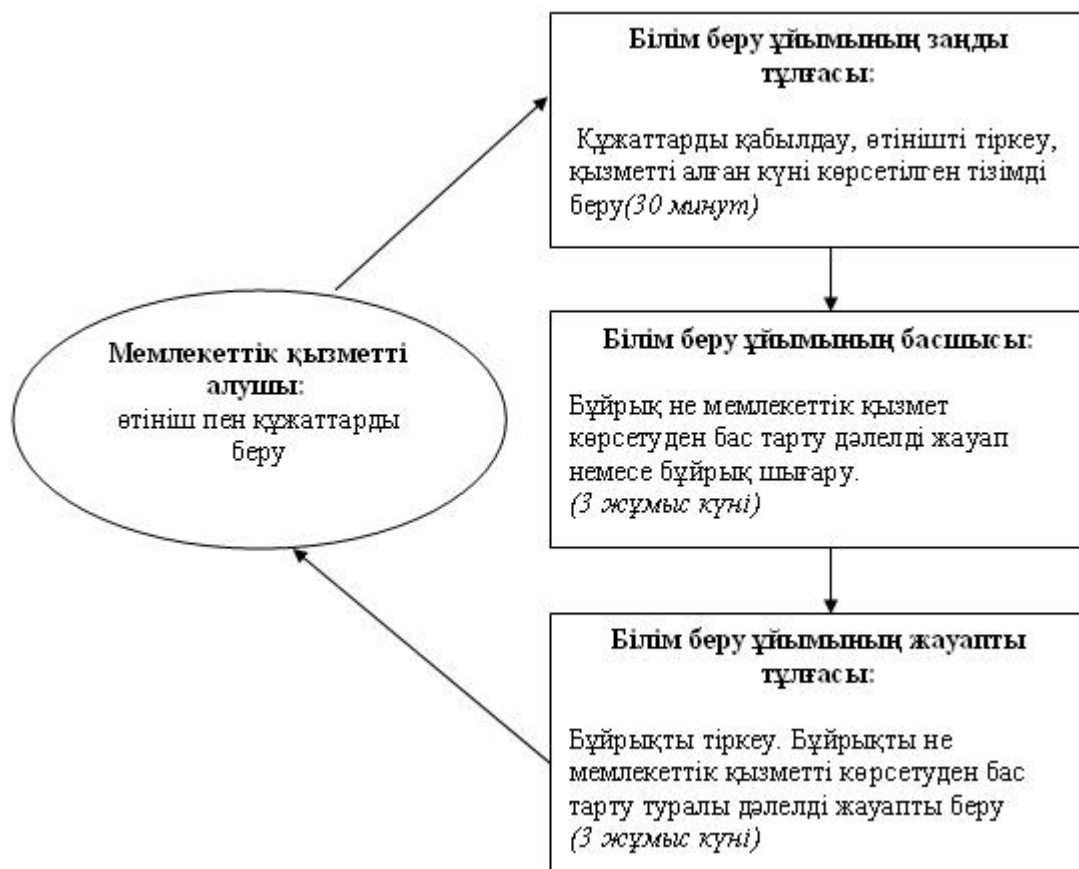 Білім беру ұйымының заңды
тұлғасы:
Құжаттарды қабылдау, өтінішті тіркеу,
қызметті алған күні көрсетілген тізімді
беру(30 минут)
Мемлекеттік қызметті
алушы:
өтініш пен құжаттарды
беру
Білім беру ұйымының басшысы:
Бұйрық не мемлекеттік қызмет
көрсетуден бас тарту дәлелді жауап
немесе бұйрық шығару.
(3 жұмыс күні)
Білім беру ұйымының жауапты
тұлғасы:
Бұйрықты тіркеу. Бұйрықты не
мемлекеттік қызметті көрсетуден бас
тарту туралы дәлелді жауапты беру
(3 жұмыс күні)